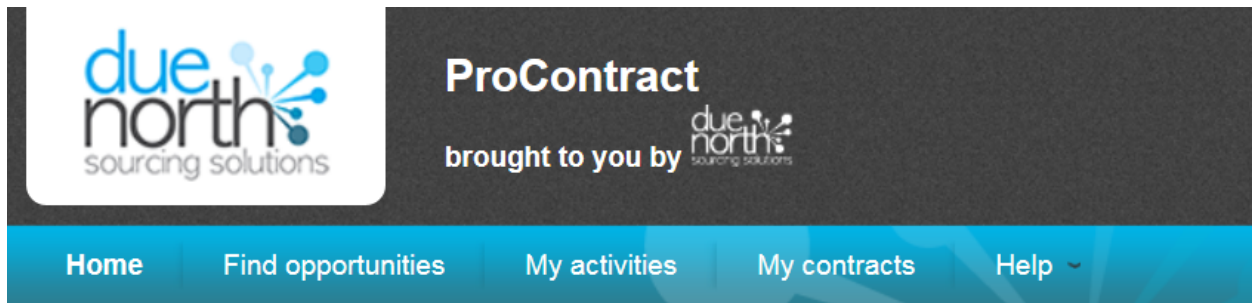 due
north
sourcing solutions
ProContract
brought to you by due north sourcing solutions
Home Find opportunities My activities My contracts Help